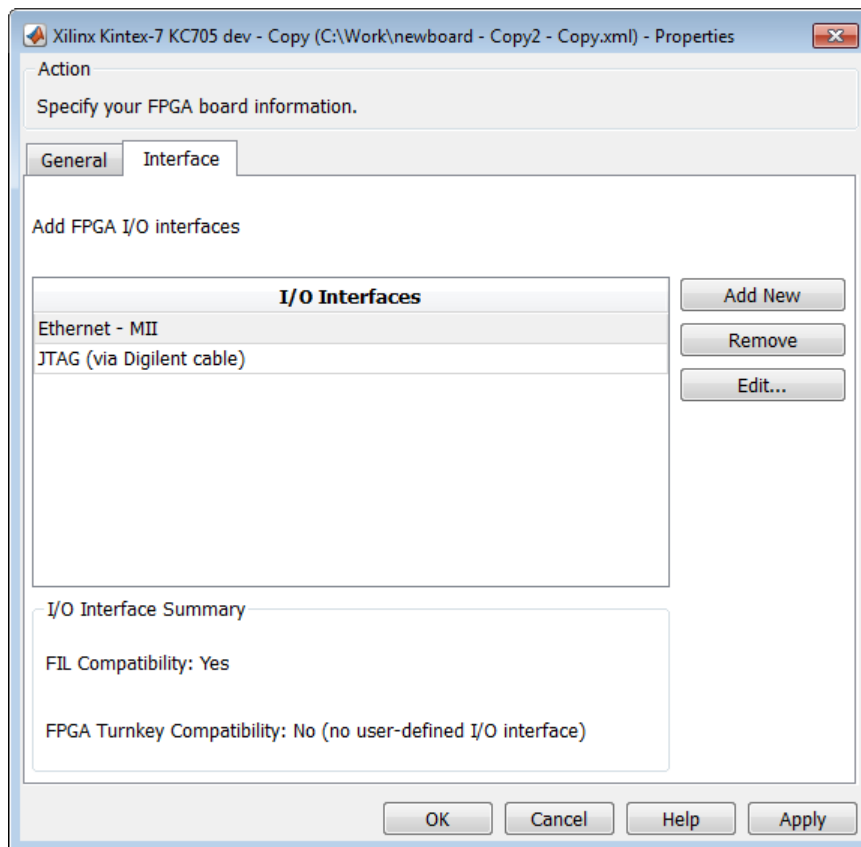 Xilinx Kintex-7 KC705 dev - Copy (C:\Work\newboard - Copy2 - Copy.xml) - Properties
Action
Specify your FPGA board information.
General
Interface
Add FPGA I/O interfaces
I/O Interfaces
Ethernet - MII
JTAG (via Digilent cable)
Add New
Remove
Edit...
I/O Interface Summary
FIL Compatibility: Yes
FPGA Turnkey Compatibility: No (no user-defined I/O interface)
OK
Cancel
Help
Apply